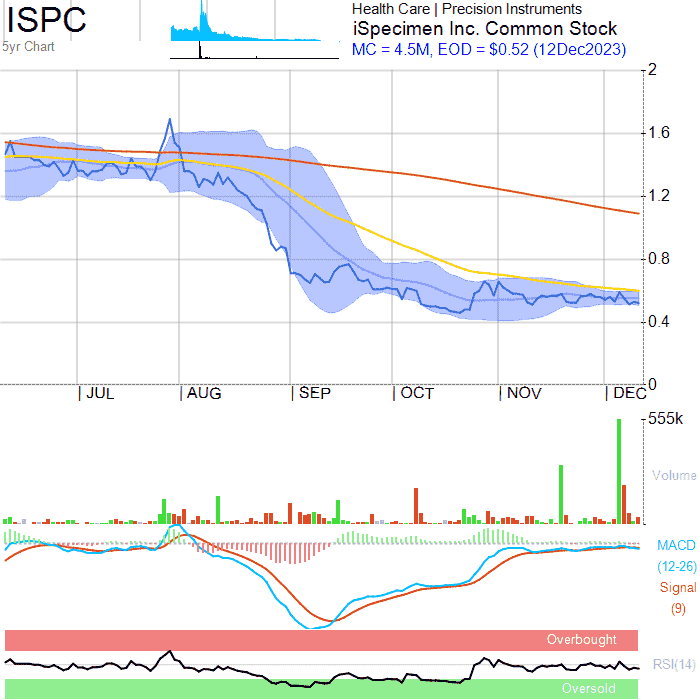 ISPC
5yr Chart
Health Care | Precision Instruments
iSpecimen Inc. Common Stock
MC = 4.5M, EOD = $0.52 (12Dec2023)
2
1.6
1.2
0.8
0.4
0
| JUL | AUG | SEP | OCT | NOV | DEC
555k
Volume
MACD
(12-26)
Signal
(9)
Overbought
RSI(14)
Oversold